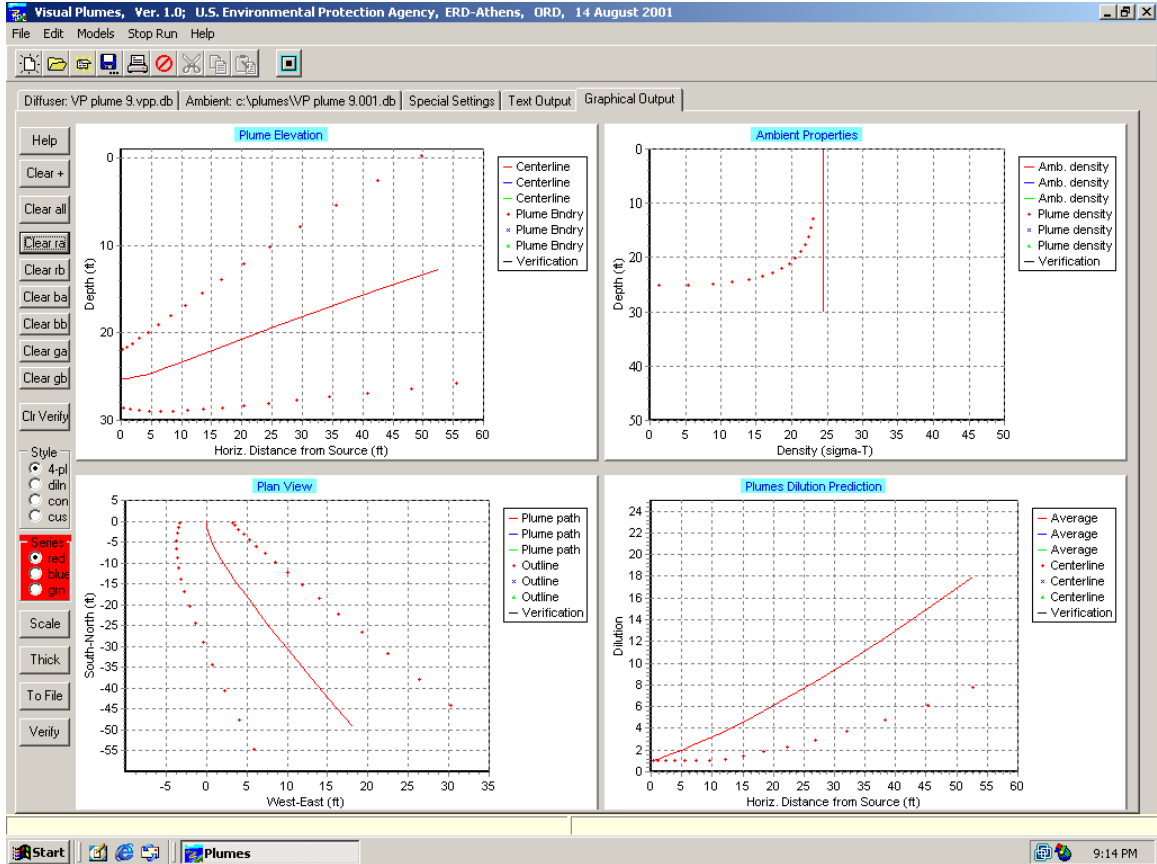 Visual Plumes, Ver. 1.0; U.S. Environmental Protection Agency, ERD-Athens, ORD, 14 August 2001
File Edit Models Stop Run Help
Diffuser: VP plume 9.vpp.db Ambient: c:\plumes\VP plume 9.001.db Special Settings Text Output Graphical Output
Help
Clear +
Clear all
Clear ra
Clear rb
Clear ba
Clear bb
Clear ga
Clear gb
Clr Verify
Style
4-pl
diln
con
cus
Series
red
blue
grn
Scale
Thick
To File
Verify
Plume Elevation
0
10
20
30
Depth (ft)
0 5 10 15 20 25 30 35 40 45 50 55 60
Horiz. Distance from Source (ft)
Centerline
Centerline
Centerline
Plume Bndry
Plume Bndry
Plume Bndry
Verification
Ambient Properties
0
10
20
30
40
50
Depth (ft)
0 5 10 15 20 25 30 35 40 45 50
Density (sigma-T)
Amb. density
Amb. density
Amb. density
Plume density
Plume density
Plume density
Verification
Plan View
5
0
-5
-10
-15
-20
-25
-30
-35
-40
-45
-50
-55
South-North (ft)
-5 0 5 10 15 20 25 30 35
West-East (ft)
Plume path
Plume path
Plume path
Outline
Outline
Outline
Verification
Plumes Dilution Prediction
24
22
20
18
16
14
12
10
8
6
4
2
0
Dilution
0 5 10 15 20 25 30 35 40 45 50 55 60
Horiz. Distance from Source (ft)
Average
Average
Average
Centerline
Centerline
Centerline
Verification
Start Plumes 9:14 PM